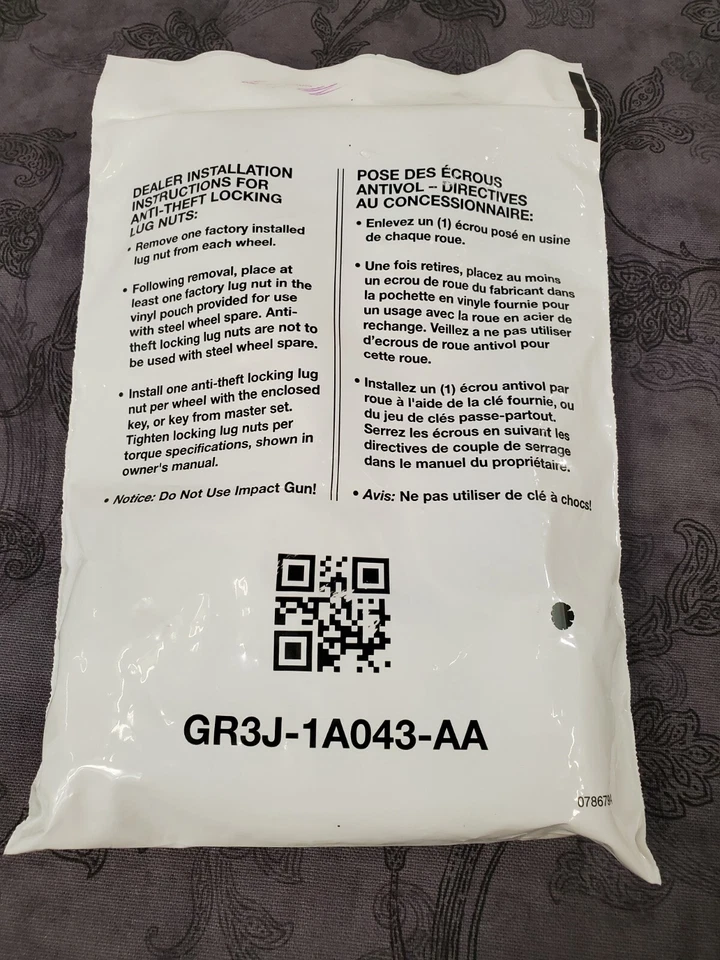 DEALER INSTALLATION
INSTRUCTIONS FOR
ANTI-THEFT LOCKING
LUG NUTS:
• Remove one factory installed
lug nut from each wheel.
• Following removal, place at
least one factory lug nut in the
vinyl pouch provided for use
with steel wheel spare. Anti-
theft locking lug nuts are not to
be used with steel wheel spare.
• Install one anti-theft locking lug
nut per wheel with the enclosed
key, or key from master set.
Tighten locking lug nuts per
torque specifications, shown in
owner's manual.
• Notice: Do Not Use Impact Gun!
POSE DES ÉCROUS
ANTIVOL – DIRECTIVES
AU CONCESSIONNAIRE:
• Enlevez un (1) écrou posé en usine
de chaque roue.
• Une fois retires, placez au moins
un ecrou de roue du fabricant dans
la pochette en vinyle fournie pour
un usage avec la roue en acier de
rechange. Veillez a ne pas utiliser
d'ecrous de roue antivol pour
cette roue.
• Installez un (1) écrou antivol par
roue à l'aide de la clé fournie, ou
du jeu de clés passe-partout.
Serrez les écrous en suivant les
directives de couple de serrage
dans le manuel du propriétaire.
• Avis: Ne pas utiliser de clé à chocs!
GR3J-1A043-AA